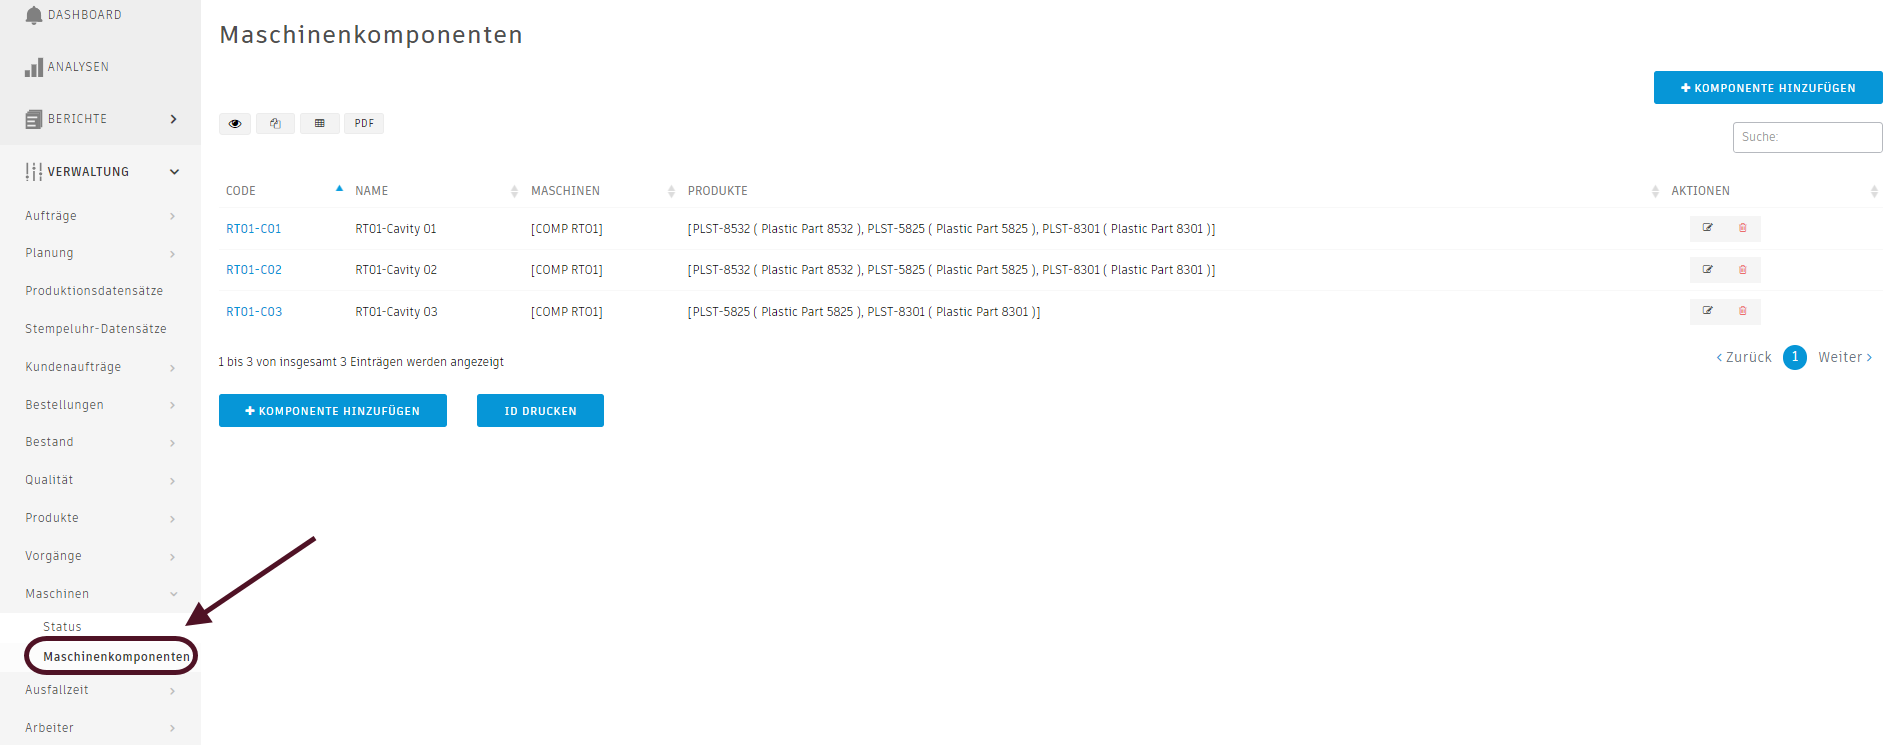 DASHBOARD
ANALYSEN
BERICHTE
VERWALTUNG
Aufträge
Planung
Produktionsdatensätze
Stempeluhr-Datensätze
Kundenaufträge
Bestellungen
Bestand
Qualität
Produkte
Vorgänge
Maschinen
Status
Maschinenkomponenten
Ausfallzeit
Arbeiter
Maschinenkomponenten
KOMPONENTE HINZUFÜGEN
PDF
Suche:
CODE NAME MASCHINEN PRODUKTE AKTIONEN
RT01-C01 RT01-Cavity 01 [COMP RTO1] [PLST-8532 ( Plastic Part 8532 ), PLST-5825 ( Plastic Part 5825 ), PLST-8301 ( Plastic Part 8301 )]
RT01-C02 RT01-Cavity 02 [COMP RTO1] [PLST-8532 ( Plastic Part 8532 ), PLST-5825 ( Plastic Part 5825 ), PLST-8301 ( Plastic Part 8301 )]
RT01-C03 RT01-Cavity 03 [COMP RTO1] [PLST-5825 ( Plastic Part 5825 ), PLST-8301 ( Plastic Part 8301 )]
1 bis 3 von insgesamt 3 Einträgen werden angezeigt
Zurück 1 Weiter
KOMPONENTE HINZUFÜGEN ID DRUCKEN